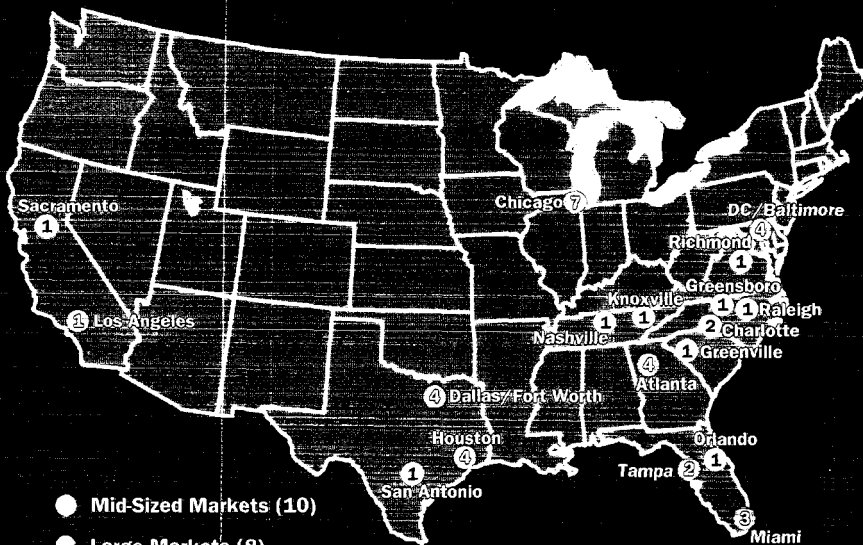 Sacramento
1
Chicago 7
DC/Baltimore
4
Richmond
1
Greensboro
1
Knoxville
1
1 Raleigh
1 Los Angeles
Nashville 1
2 Charlotte
1 Greenville
4
Atlanta
4 Dallas/Fort Worth
Houston
4
Orlando
1
1
San Antonio
Tampa 2
3
Miami
Mid-Sized Markets (10)
Large Markets (8)